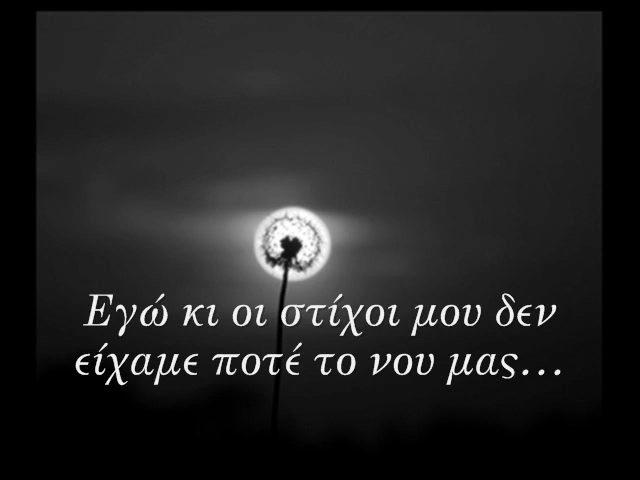 Εγώ κι οι στίχοι μου δεν
είχαμε ποτέ το νου μας...